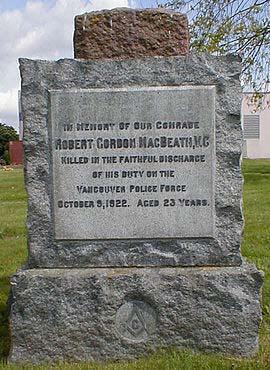 In Memory Of Our Comrade
Robert Gordon MacBeath, V.C
Killed in the faithful discharge
of his duty on the
Vancouver Police Force
October 9, 1922. Aged 23 Years.